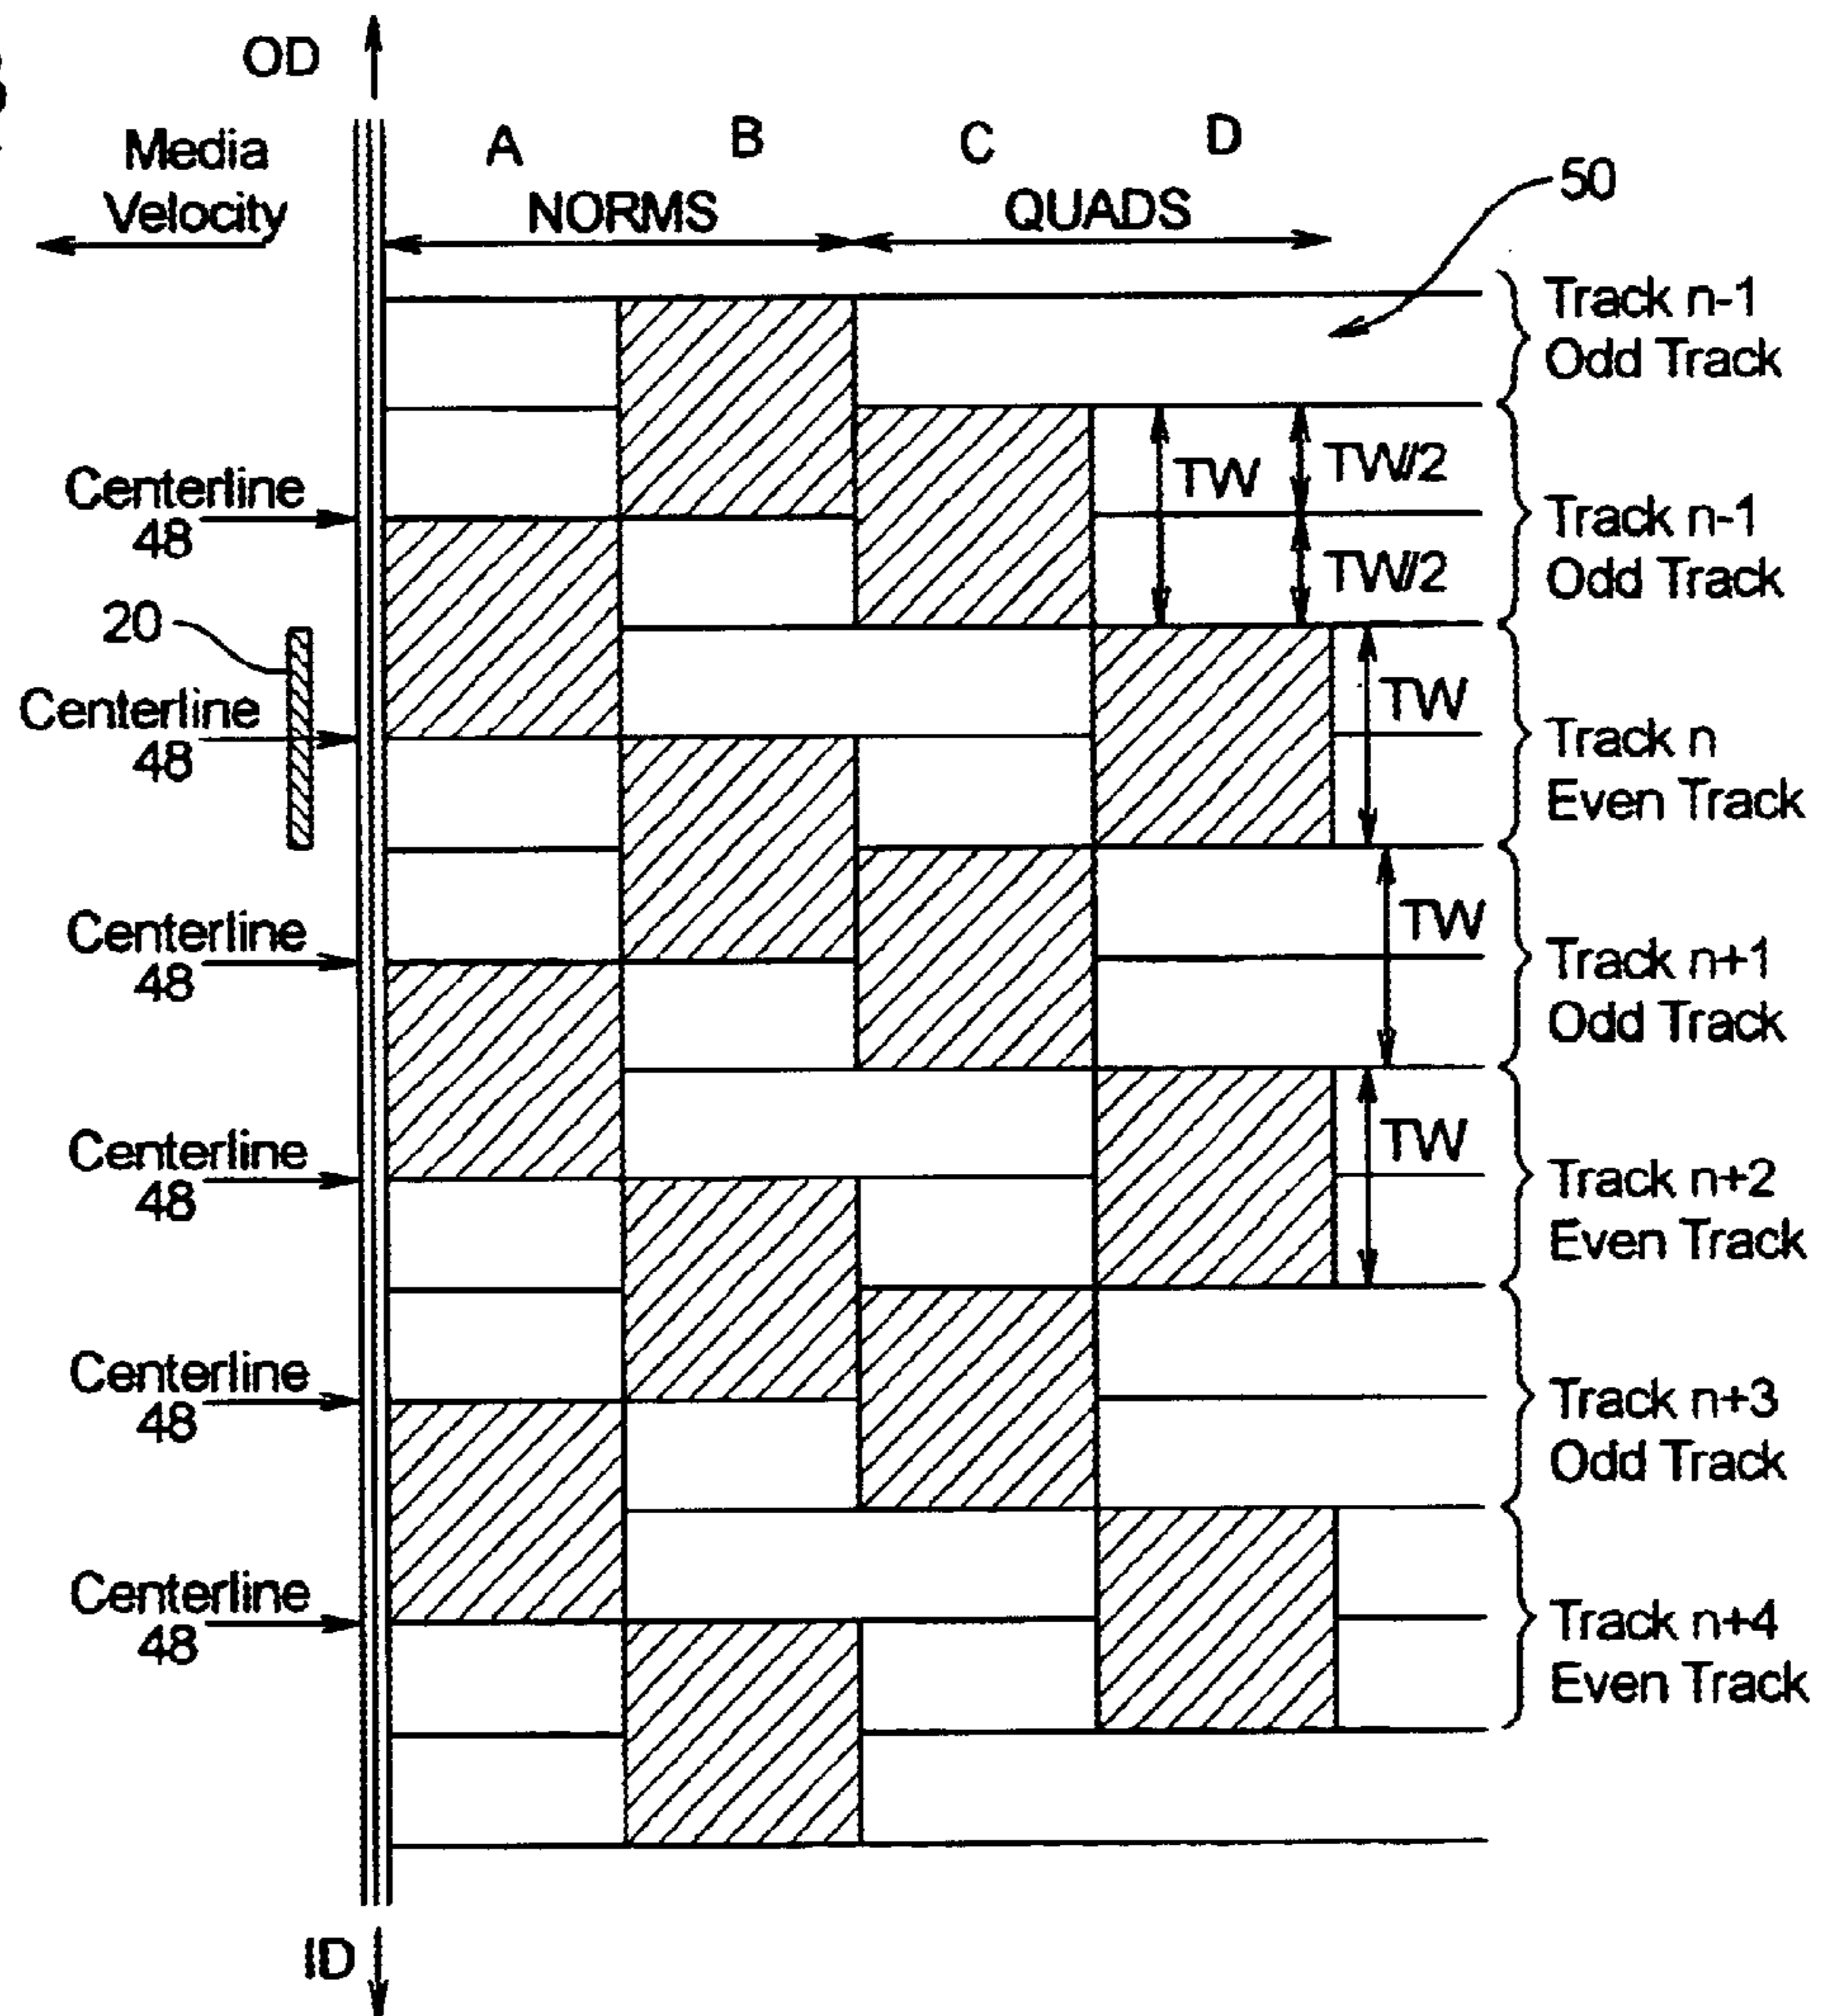 OD
Media
Velocity
A
B
C
D
NORMS
QUADS
50
Track n-1
Odd Track
Centerline
48
TW
TW/2
TW/2
Track n-1
Odd Track
20
Centerline
48
TW
Track n
Even Track
Centerline
48
TW
Track n+1
Odd Track
Centerline
48
TW
Track n+2
Even Track
Centerline
48
Track n+3
Odd Track
Centerline
48
Track n+4
Even Track
ID